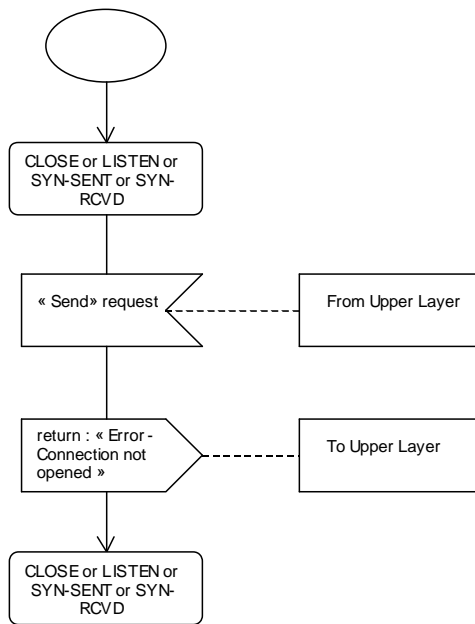 CLOSE or LISTEN or
SYN-SENT or SYN-
RCVD
« Send» request
From Upper Layer
return : « Error -
Connection not
opened »
To Upper Layer
CLOSE or LISTEN or
SYN-SENT or SYN-
RCVD